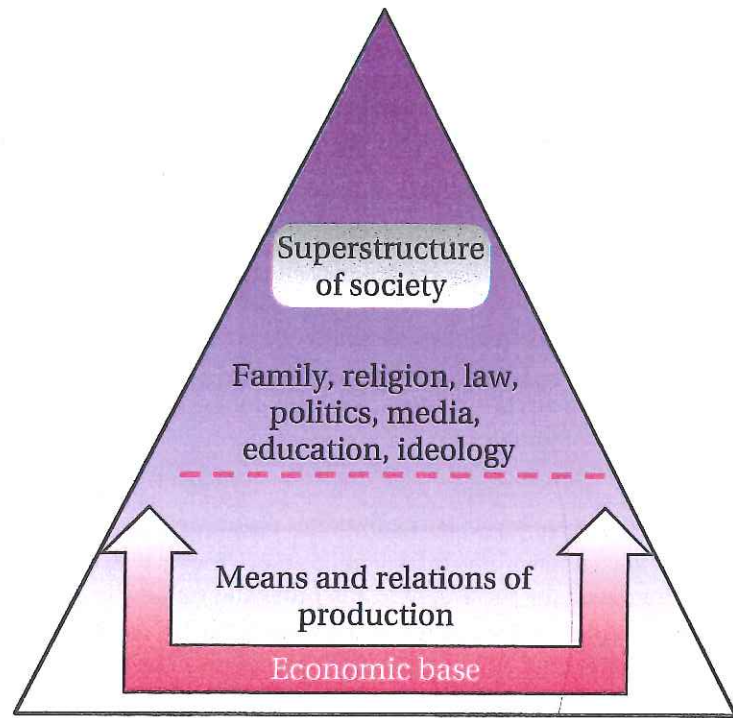 Superstructure
of society
Family, religion, law,
politics, media,
education, ideology
Means and relations of
production
Economic base